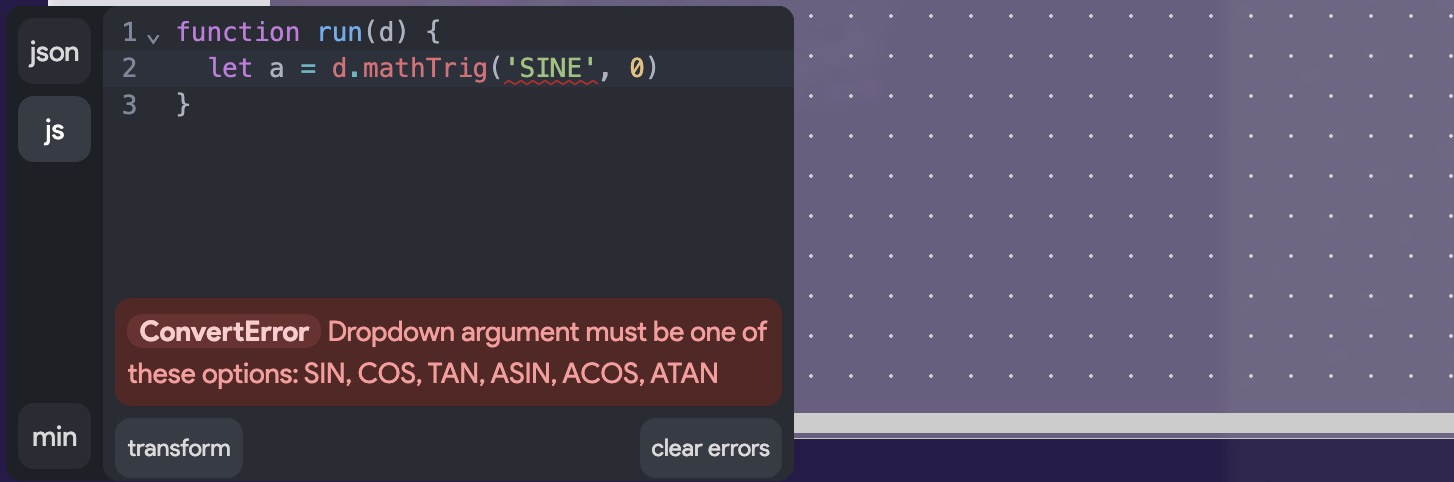 json
js
min
1 function run(d) {
2 let a = d.mathTrig('SINE', 0)
3 }
ConvertError Dropdown argument must be one of
these options: SIN, COS, TAN, ASIN, ACOS, ATAN
transform
clear errors